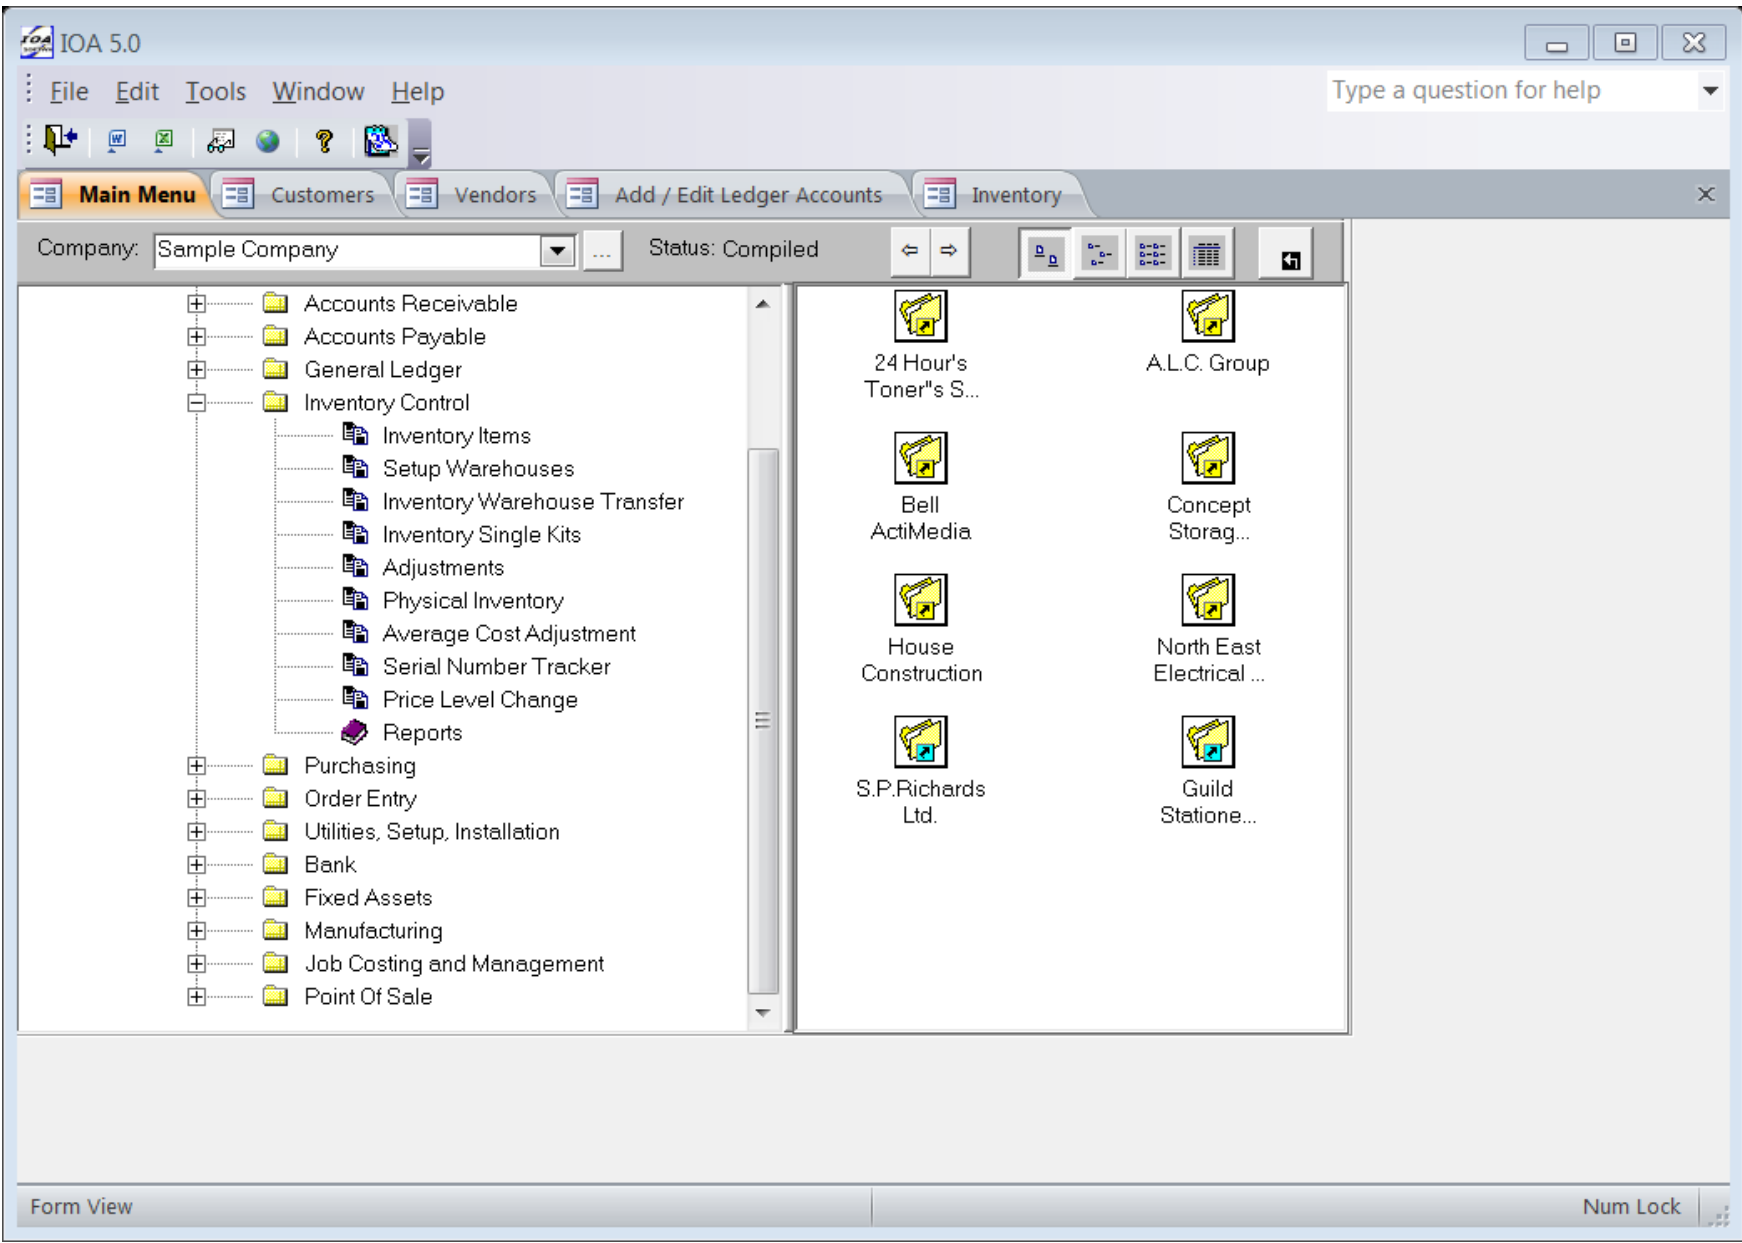 IOA 5.0
File Edit Tools Window Help
Type a question for help
Main Menu Customers Vendors Add / Edit Ledger Accounts Inventory
Company: Sample Company ... Status: Compiled
Accounts Receivable
Accounts Payable
General Ledger
Inventory Control
Inventory Items
Setup Warehouses
Inventory Warehouse Transfer
Inventory Single Kits
Adjustments
Physical Inventory
Average Cost Adjustment
Serial Number Tracker
Price Level Change
Reports
Purchasing
Order Entry
Utilities, Setup, Installation
Bank
Fixed Assets
Manufacturing
Job Costing and Management
Point Of Sale
24 Hour's
Toner"s S...
A.L.C. Group
Bell
ActiMedia
Concept
Storag...
House
Construction
North East
Electrical ...
S.P.Richards
Ltd.
Guild
Statione...
Form View
Num Lock